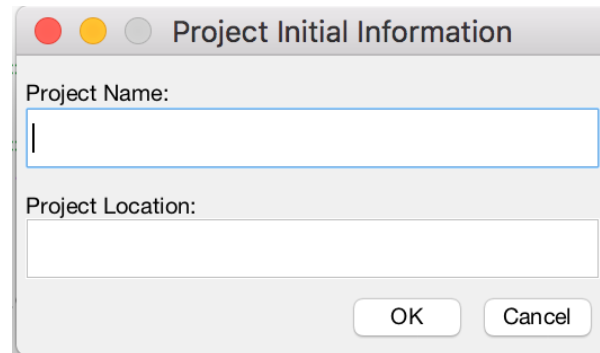 Project Initial Information
Project Name:
Project Location:
OK
Cancel